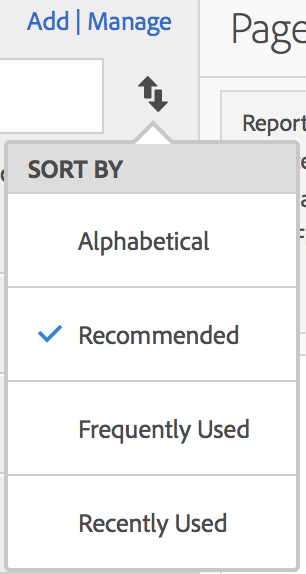 Add | Manage
Page
Report
SORT BY
Alphabetical
Recommended
Frequently Used
Recently Used